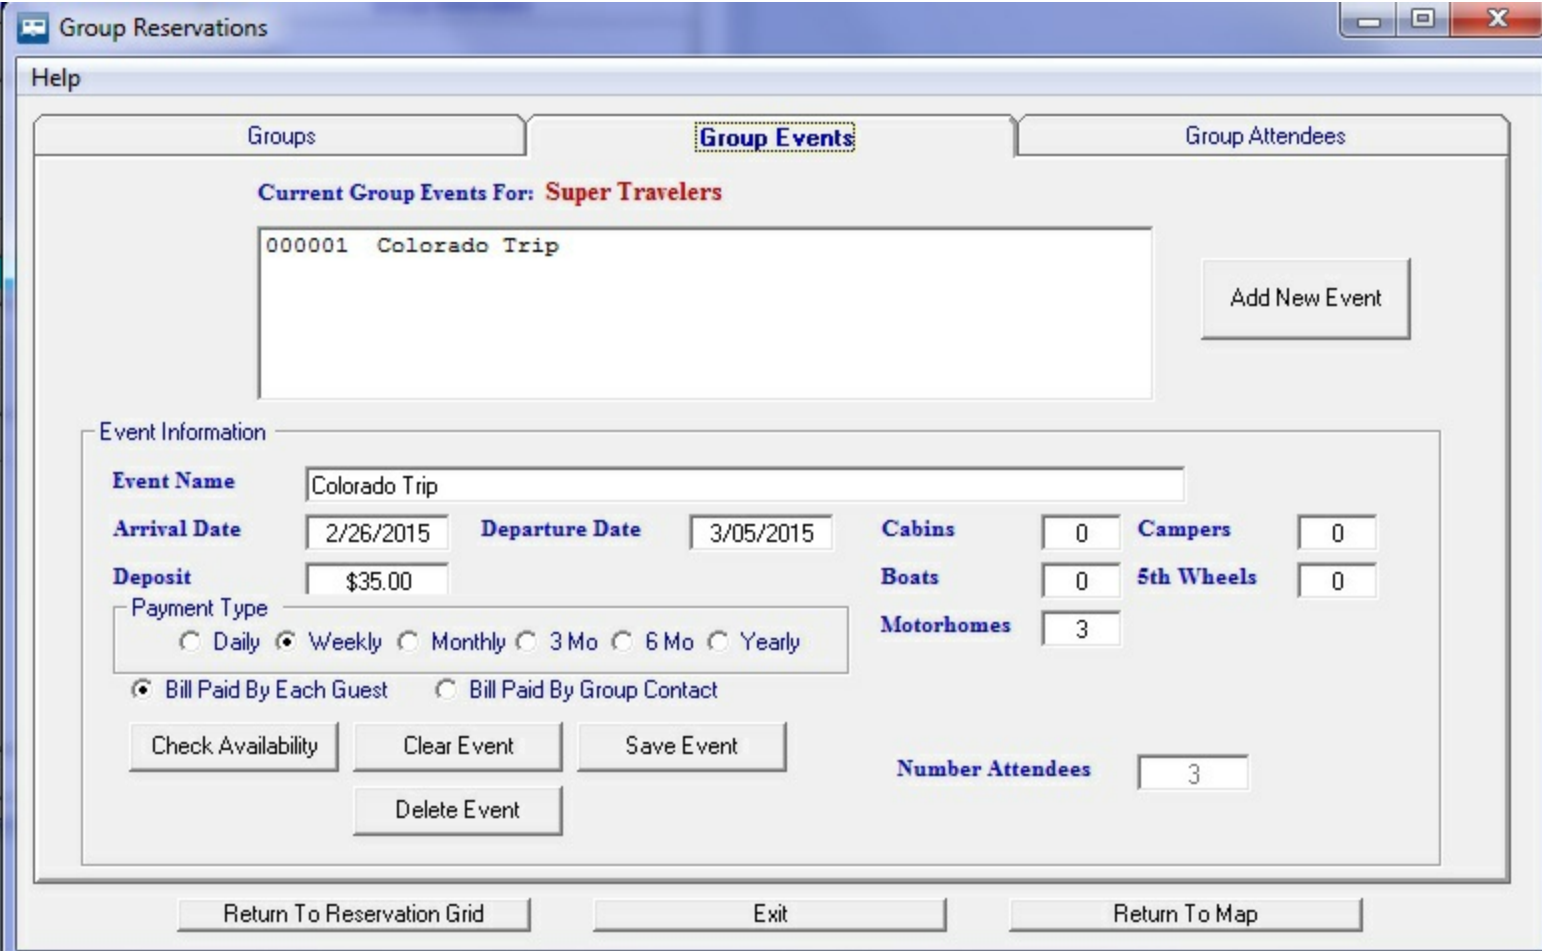 Group Reservations
Help
Groups Group Events Group Attendees
Current Group Events For: Super Travelers
000001 Colorado Trip
Add New Event
Event Information
Event Name Colorado Trip
Arrival Date 2/26/2015 Departure Date 3/05/2015 Cabins 0 Campers 0
Deposit $35.00 Boats 0 5th Wheels 0
Payment Type
Motorhomes 3
Daily Weekly Monthly 3 Mo 6 Mo Yearly
Bill Paid By Each Guest Bill Paid By Group Contact
Check Availability Clear Event Save Event
Number Attendees 3
Delete Event
Return To Reservation Grid Exit Return To Map